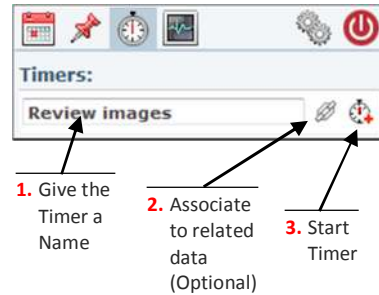 Timers:
Review images
1. Give the
Timer a
Name
2. Associate
to related
data
(Optional)
3. Start
Timer